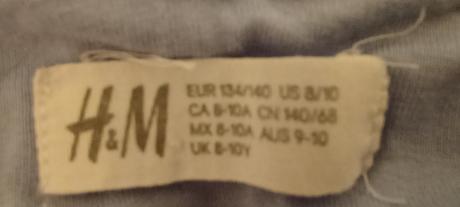 H&M
EUR 134/140 US 8/10
CA 8-10A CN 140/68
MX 8-10A AUS 9-10
UK 8-10Y